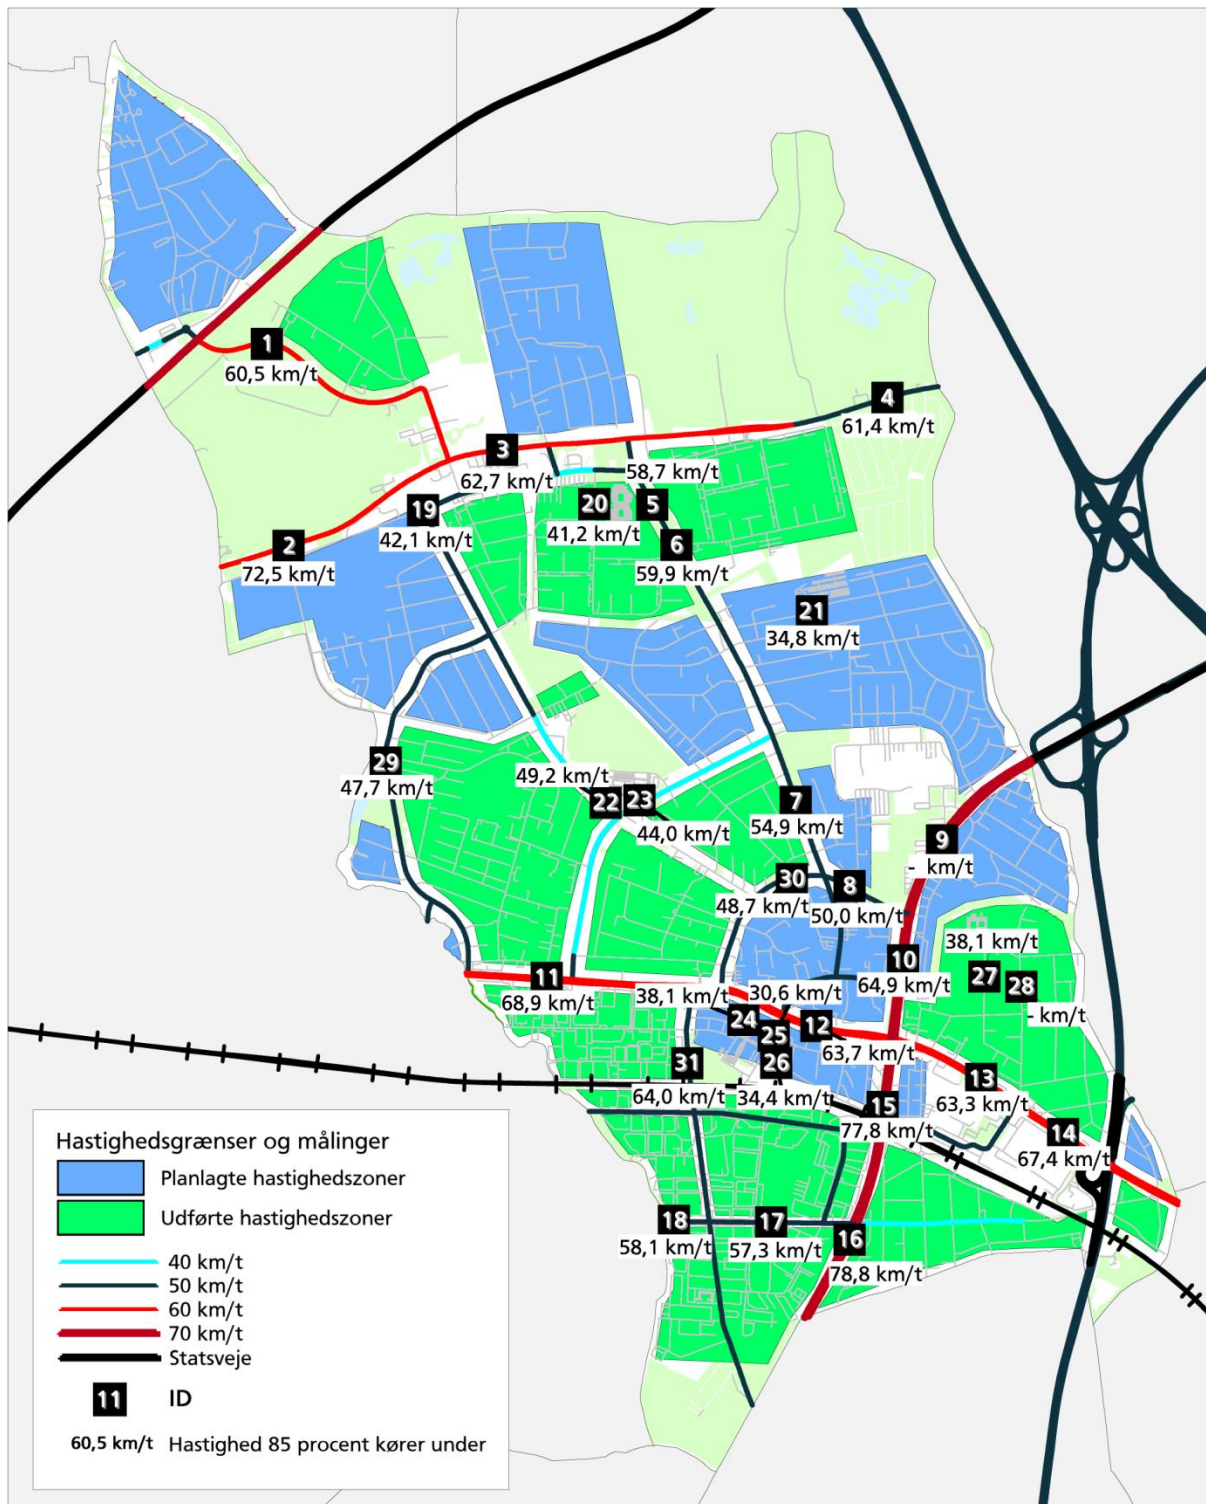 1
60,5 km/t
4
61,4 km/t
3
62,7 km/t
58,7 km/t
19
42,1 km/t
20
41,2 km/t
5
2
72,5 km/t
6
59,9 km/t
21
34,8 km/t
29
47,7 km/t
49,2 km/t
22
23
44,0 km/t
7
54,9 km/t
9
- km/t
30
48,7 km/t
8
50,0 km/t
38,1 km/t
10
64,9 km/t
27
28
- km/t
11
68,9 km/t
38,1 km/t
30,6 km/t
24
25
12
63,7 km/t
31
64,0 km/t
26
34,4 km/t
13
63,3 km/t
15
77,8 km/t
14
67,4 km/t
18
58,1 km/t
17
57,3 km/t
16
78,8 km/t
Hastighedsgrænser og målinger
Planlagte hastighedszoner
Udførte hastighedszoner
40 km/t
50 km/t
60 km/t
70 km/t
Statsveje
11 ID
60,5 km/t Hastighed 85 procent kører under